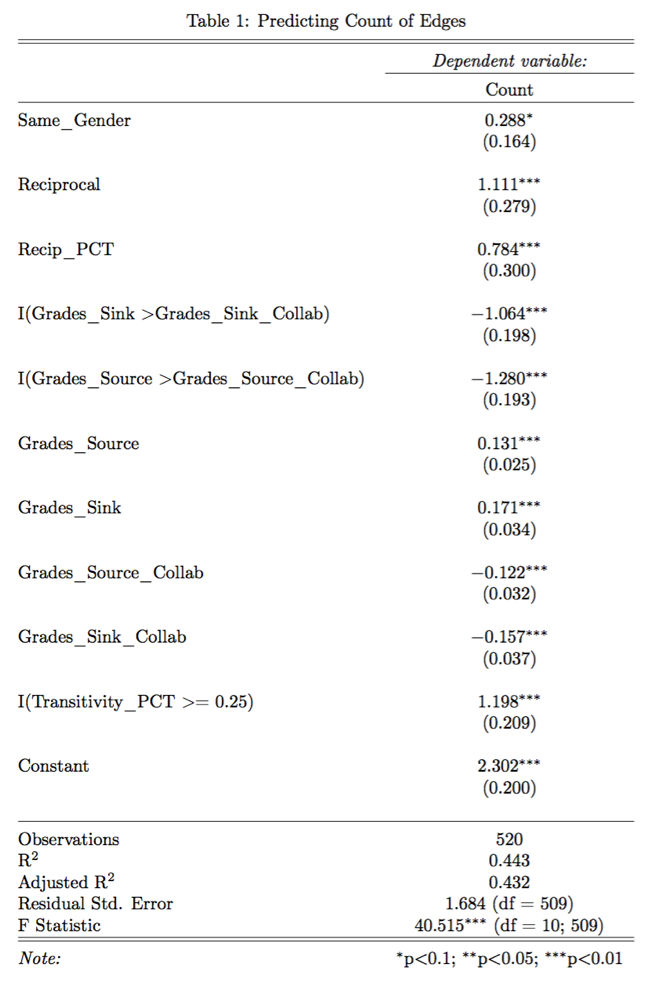 Table 1: Predicting Count of Edges
Dependent variable:
Count
Same_Gender 0.288*
(0.164)
Reciprocal 1.111***
(0.279)
Recip_PCT 0.784***
(0.300)
I(Grades_Sink >Grades_Sink_Collab) −1.064***
(0.198)
I(Grades_Source >Grades_Source_Collab) −1.280***
(0.193)
Grades_Source 0.131***
(0.025)
Grades_Sink 0.171***
(0.034)
Grades_Source_Collab −0.122***
(0.032)
Grades_Sink_Collab −0.157***
(0.037)
I(Transitivity_PCT >= 0.25) 1.198***
(0.209)
Constant 2.302***
(0.200)
Observations 520
R² 0.443
Adjusted R² 0.432
Residual Std. Error 1.684 (df = 509)
F Statistic 40.515*** (df = 10; 509)
Note: *p<0.1; **p<0.05; ***p<0.01